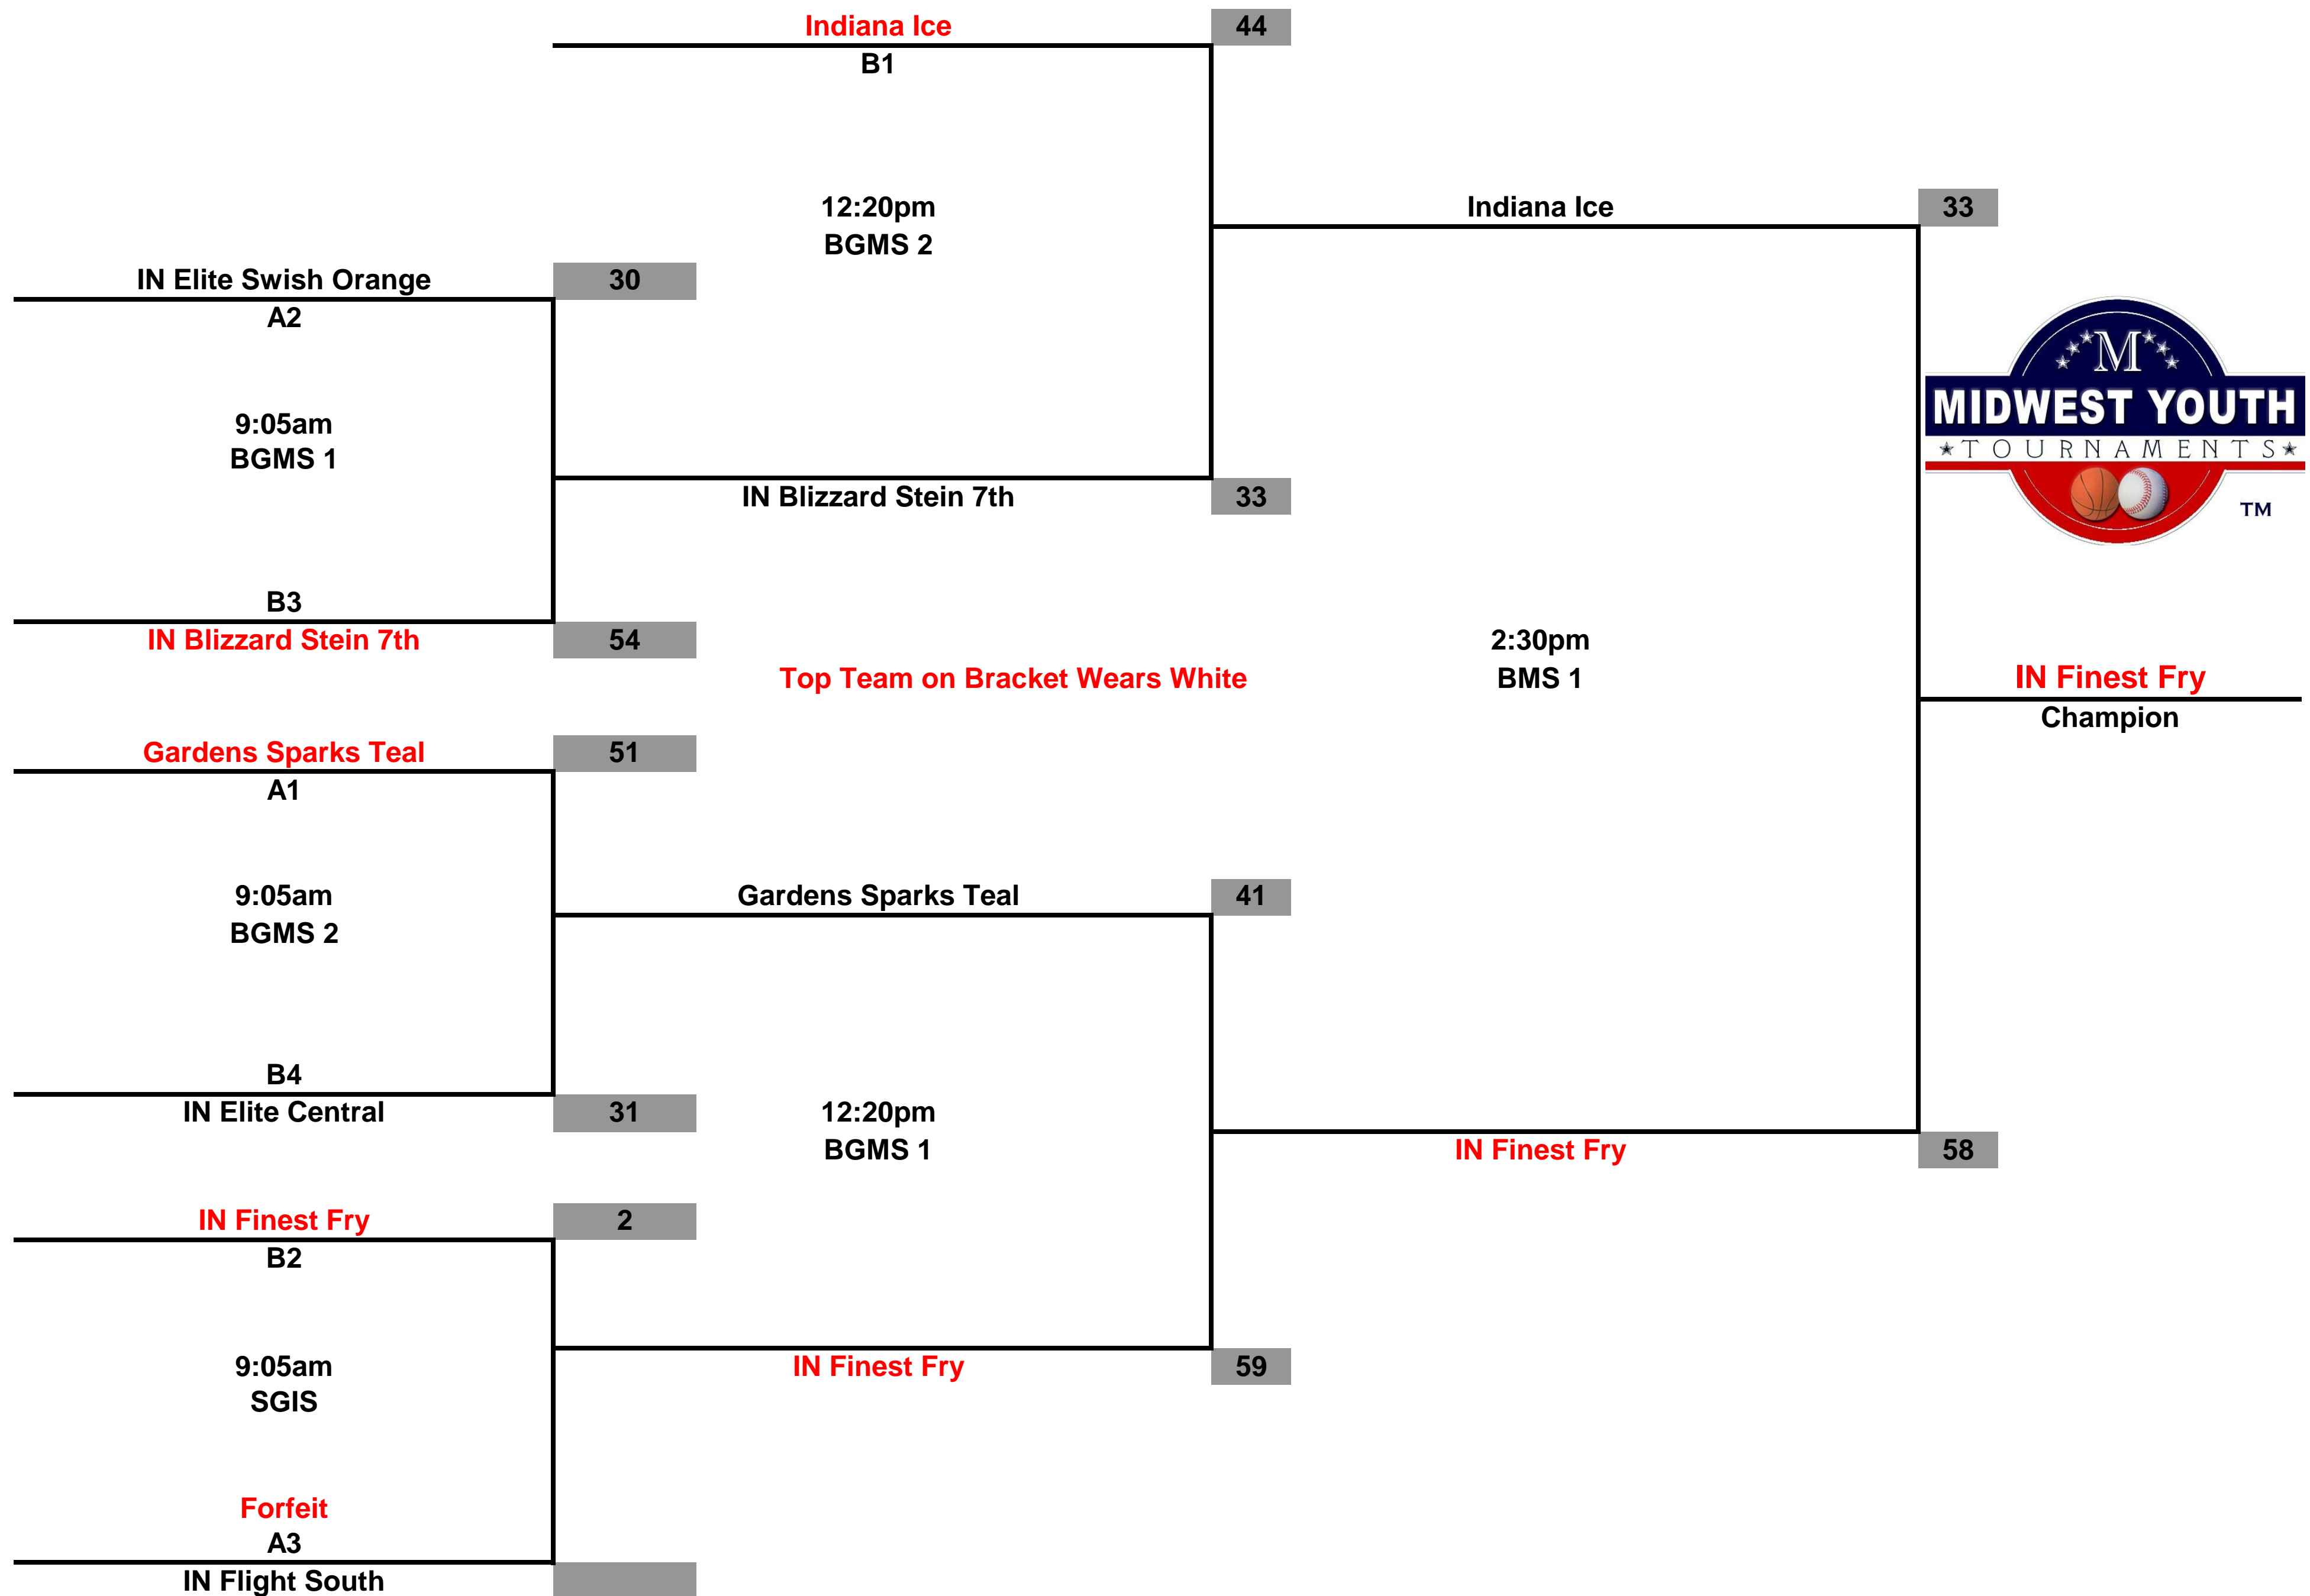 Indiana Ice 44
B1
12:20pm
BGMS 2
Indiana Ice 33
IN Elite Swish Orange 30
A2
9:05am
BGMS 1
IN Blizzard Stein 7th 33
B3
IN Blizzard Stein 7th 54
M
MIDWEST YOUTH
TOURNAMENTS
TM
Top Team on Bracket Wears White
2:30pm
BMS 1
IN Finest Fry
Champion
Gardens Sparks Teal 51
A1
9:05am
BGMS 2
Gardens Sparks Teal 41
B4
IN Elite Central 31
12:20pm
BGMS 1
IN Finest Fry 58
IN Finest Fry 2
B2
9:05am
SGIS
IN Finest Fry 59
Forfeit
A3
IN Flight South